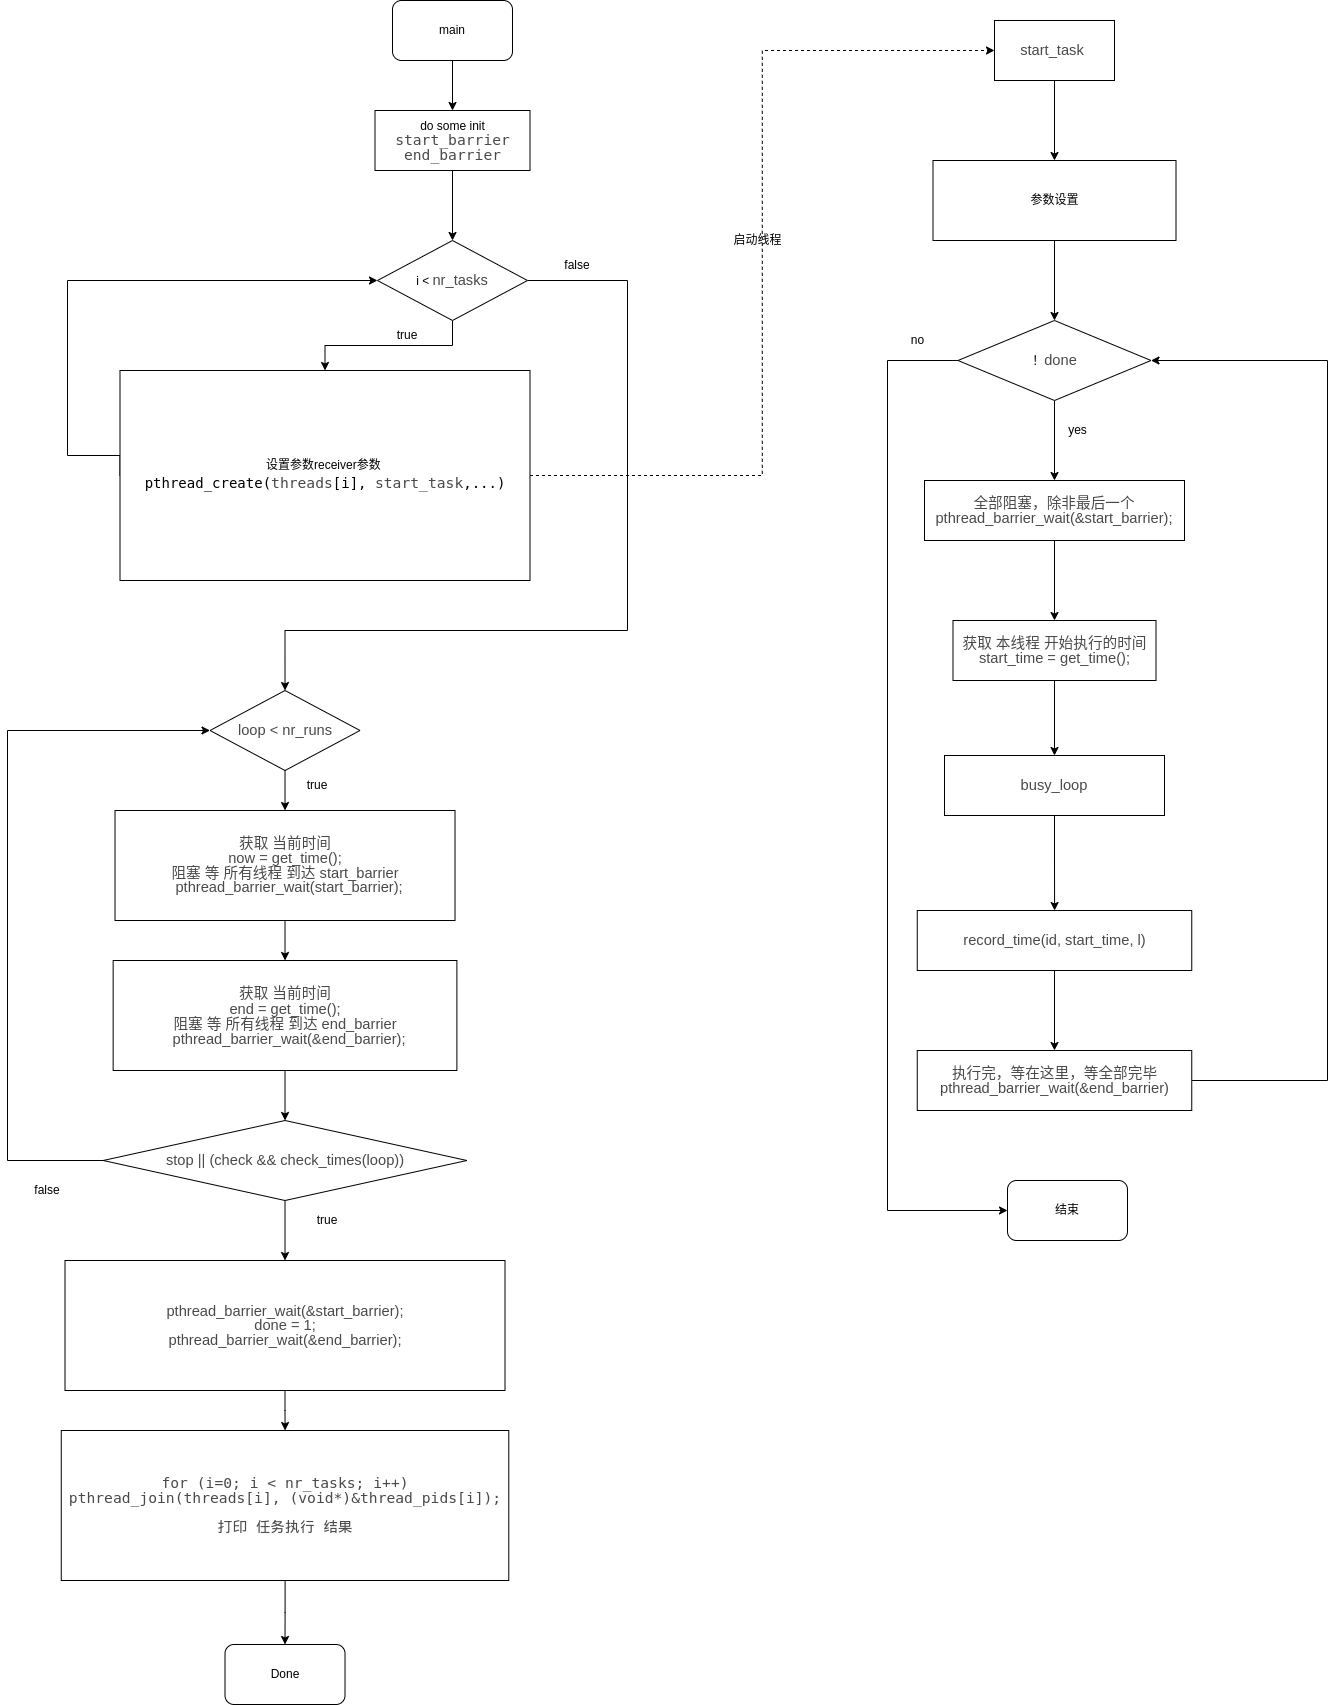 main
do some init
start_barrier
end_barrier
i < nr_tasks
false
true
设置参数receiver参数
pthread_create(threads[i], start_task,...)
loop < nr_runs
true
获取 当前时间
now = get_time();
阻塞 等 所有线程 到达 start_barrier
pthread_barrier_wait(start_barrier);
获取 当前时间
end = get_time();
阻塞 等 所有线程 到达 end_barrier
pthread_barrier_wait(&end_barrier);
stop || (check && check_times(loop))
false
true
pthread_barrier_wait(&start_barrier);
done = 1;
pthread_barrier_wait(&end_barrier);
for (i=0; i < nr_tasks; i++)
pthread_join(threads[i], (void*)&thread_pids[i]);
打印 任务执行 结果
Done
启动线程
start_task
参数设置
! done
no
yes
全部阻塞，除非最后一个
pthread_barrier_wait(&start_barrier);
获取 本线程 开始执行的时间
start_time = get_time();
busy_loop
record_time(id, start_time, l)
执行完，等在这里，等全部完毕
pthread_barrier_wait(&end_barrier)
结束